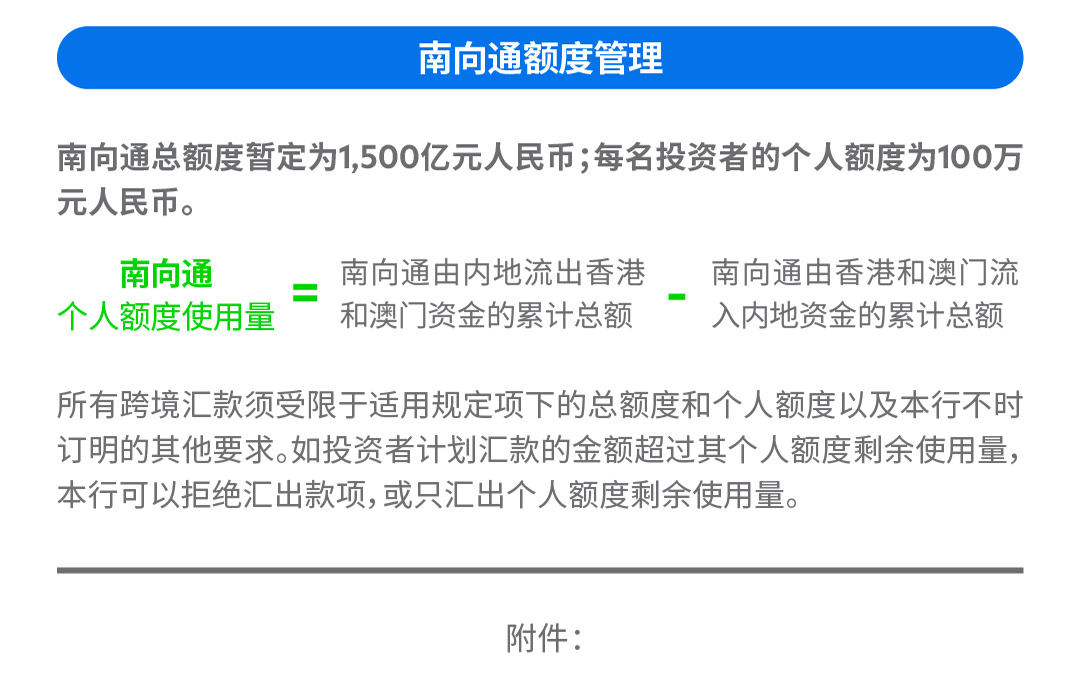 南向通额度管理
南向通总额度暂定为1,500亿元人民币；每名投资者的个人额度为100万
元人民币。
南向通
个人额度使用量
=
南向通由内地流出香港
和澳门资金的累计总额
-
南向通由香港和澳门流
入内地资金的累计总额
所有跨境汇款须受限于适用规定项下的总额度和个人额度以及本行不时
订明的其他要求。如投资者计划汇款的金额超过其个人额度剩余使用量，
本行可以拒绝汇出款项，或只汇出个人额度剩余使用量。
附件：